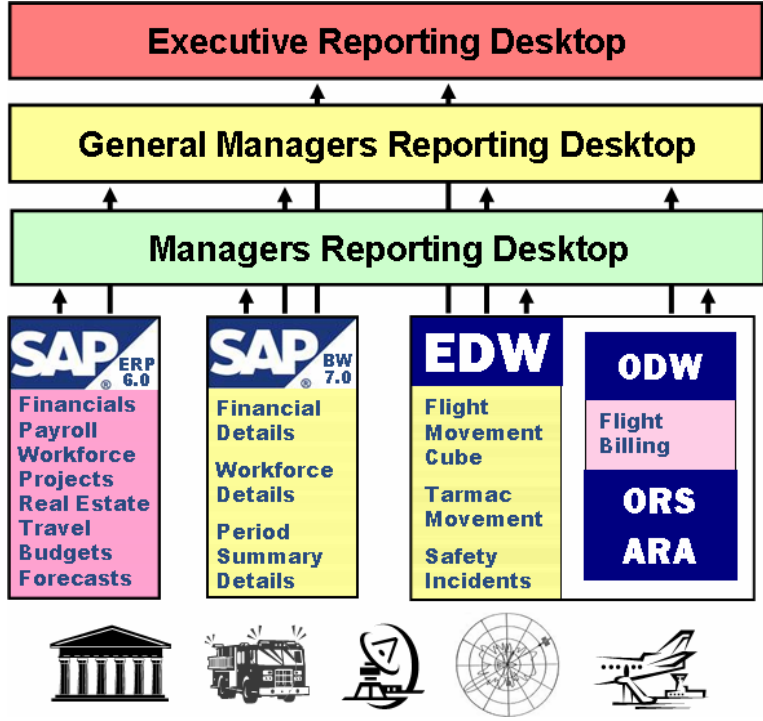 Executive Reporting Desktop
General Managers Reporting Desktop
Managers Reporting Desktop
SAP® ERP 6.0
Financials
Payroll
Workforce
Projects
Real Estate
Travel
Budgets
Forecasts
SAP® BW 7.0
Financial
Details
Workforce
Details
Period
Summary
Details
EDW
Flight
Movement
Cube
Tarmac
Movement
Safety
Incidents
ODW
Flight
Billing
ORS
ARA